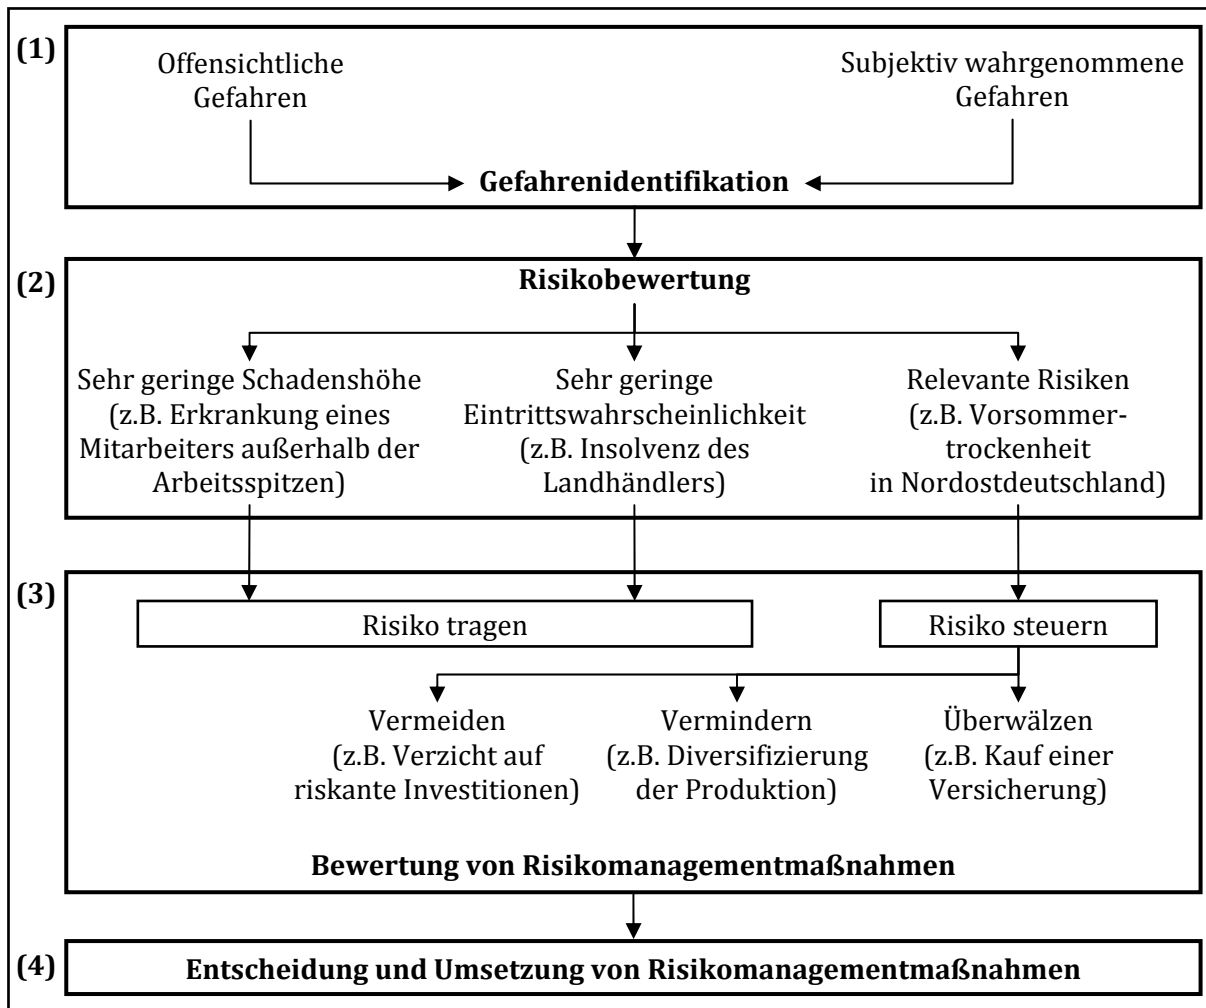 (1)
Offensichtliche
Gefahren
Subjektiv wahrgenommene
Gefahren
Gefahrenidentifikation
(2)
Risikobewertung
Sehr geringe Schadenshöhe
(z.B. Erkrankung eines
Mitarbeiters außerhalb der
Arbeitsspitzen)
Sehr geringe
Eintrittswahrscheinlichkeit
(z.B. Insolvenz des
Landhändlers)
Relevante Risiken
(z.B. Vorsommer-
trockenheit
in Nordostdeutschland)
(3)
Risiko tragen
Risiko steuern
Vermeiden
(z.B. Verzicht auf
riskante Investitionen)
Vermindern
(z.B. Diversifizierung
der Produktion)
Überwälzen
(z.B. Kauf einer
Versicherung)
Bewertung von Risikomanagementmaßnahmen
(4)
Entscheidung und Umsetzung von Risikomanagementmaßnahmen